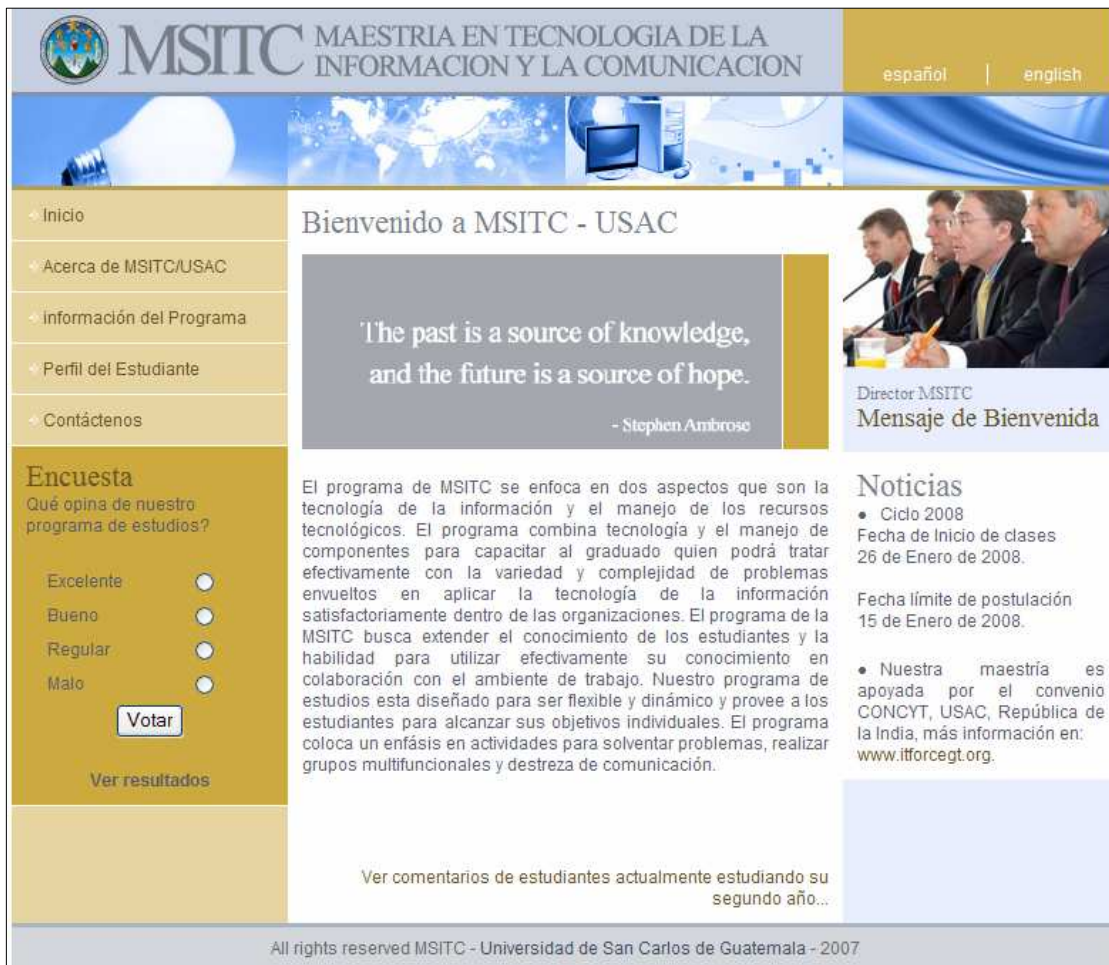 MSITC MAESTRIA EN TECNOLOGIA DE LA
INFORMACION Y LA COMUNICACION
español | english
Inicio
Acerca de MSITC/USAC
información del Programa
Perfil del Estudiante
Contáctenos
Encuesta
Qué opina de nuestro
programa de estudios?
Excelente
Bueno
Regular
Malo
Votar
Ver resultados
Bienvenido a MSITC - USAC
The past is a source of knowledge,
and the future is a source of hope.
- Stephen Ambrose
El programa de MSITC se enfoca en dos aspectos que son la
tecnología de la información y el manejo de los recursos
tecnológicos. El programa combina tecnología y el manejo de
componentes para capacitar al graduado quien podrá tratar
efectivamente con la variedad y complejidad de problemas
envueltos en aplicar la tecnología de la información
satisfactoriamente dentro de las organizaciones. El programa de la
MSITC busca extender el conocimiento de los estudiantes y la
habilidad para utilizar efectivamente su conocimiento en
colaboración con el ambiente de trabajo. Nuestro programa de
estudios esta diseñado para ser flexible y dinámico y provee a los
estudiantes para alcanzar sus objetivos individuales. El programa
coloca un enfásis en actividades para solventar problemas, realizar
grupos multifuncionales y destreza de comunicación.
Ver comentarios de estudiantes actualmente estudiando su
segundo año...
Director MSITC
Mensaje de Bienvenida
Noticias
• Ciclo 2008
Fecha de Inicio de clases
26 de Enero de 2008.
Fecha límite de postulación
15 de Enero de 2008.
• Nuestra maestría es
apoyada por el convenio
CONCYT, USAC, República de
la India, más información en:
www.itforcegt.org.
All rights reserved MSITC - Universidad de San Carlos de Guatemala - 2007